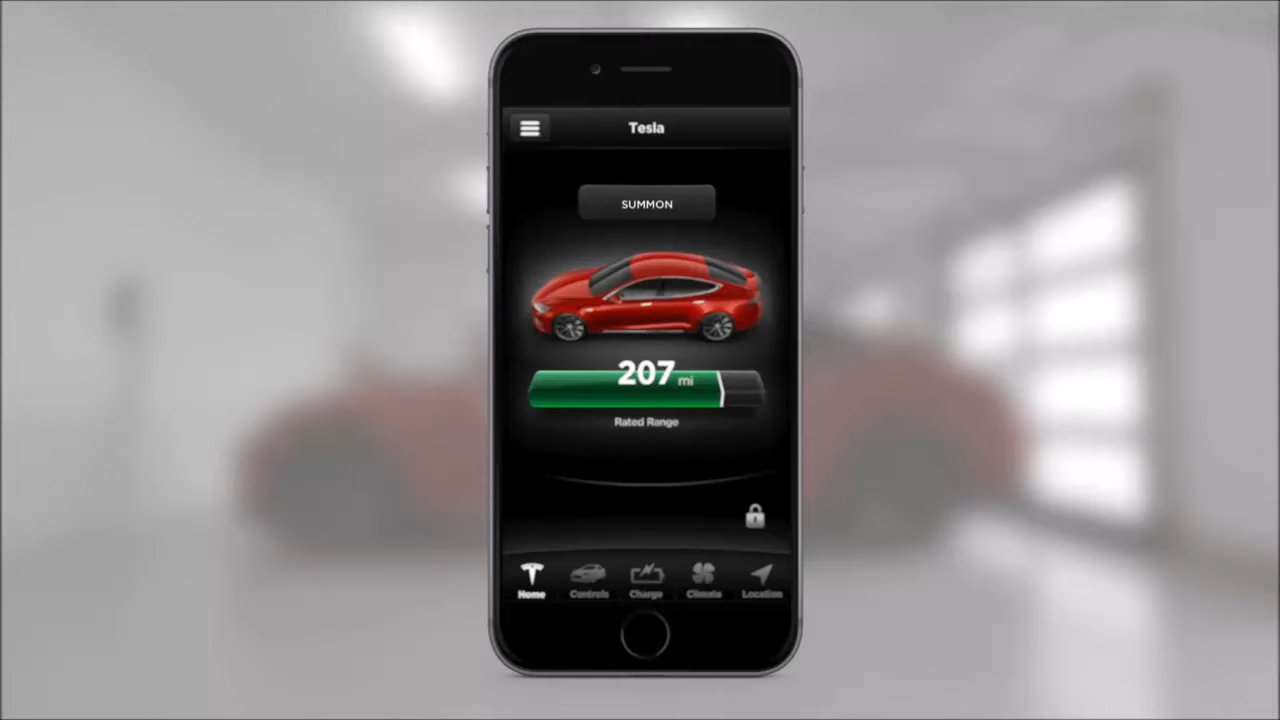 Tesla
SUMMON
207 mi
Rated Range
Home Controls Charge Climate Location